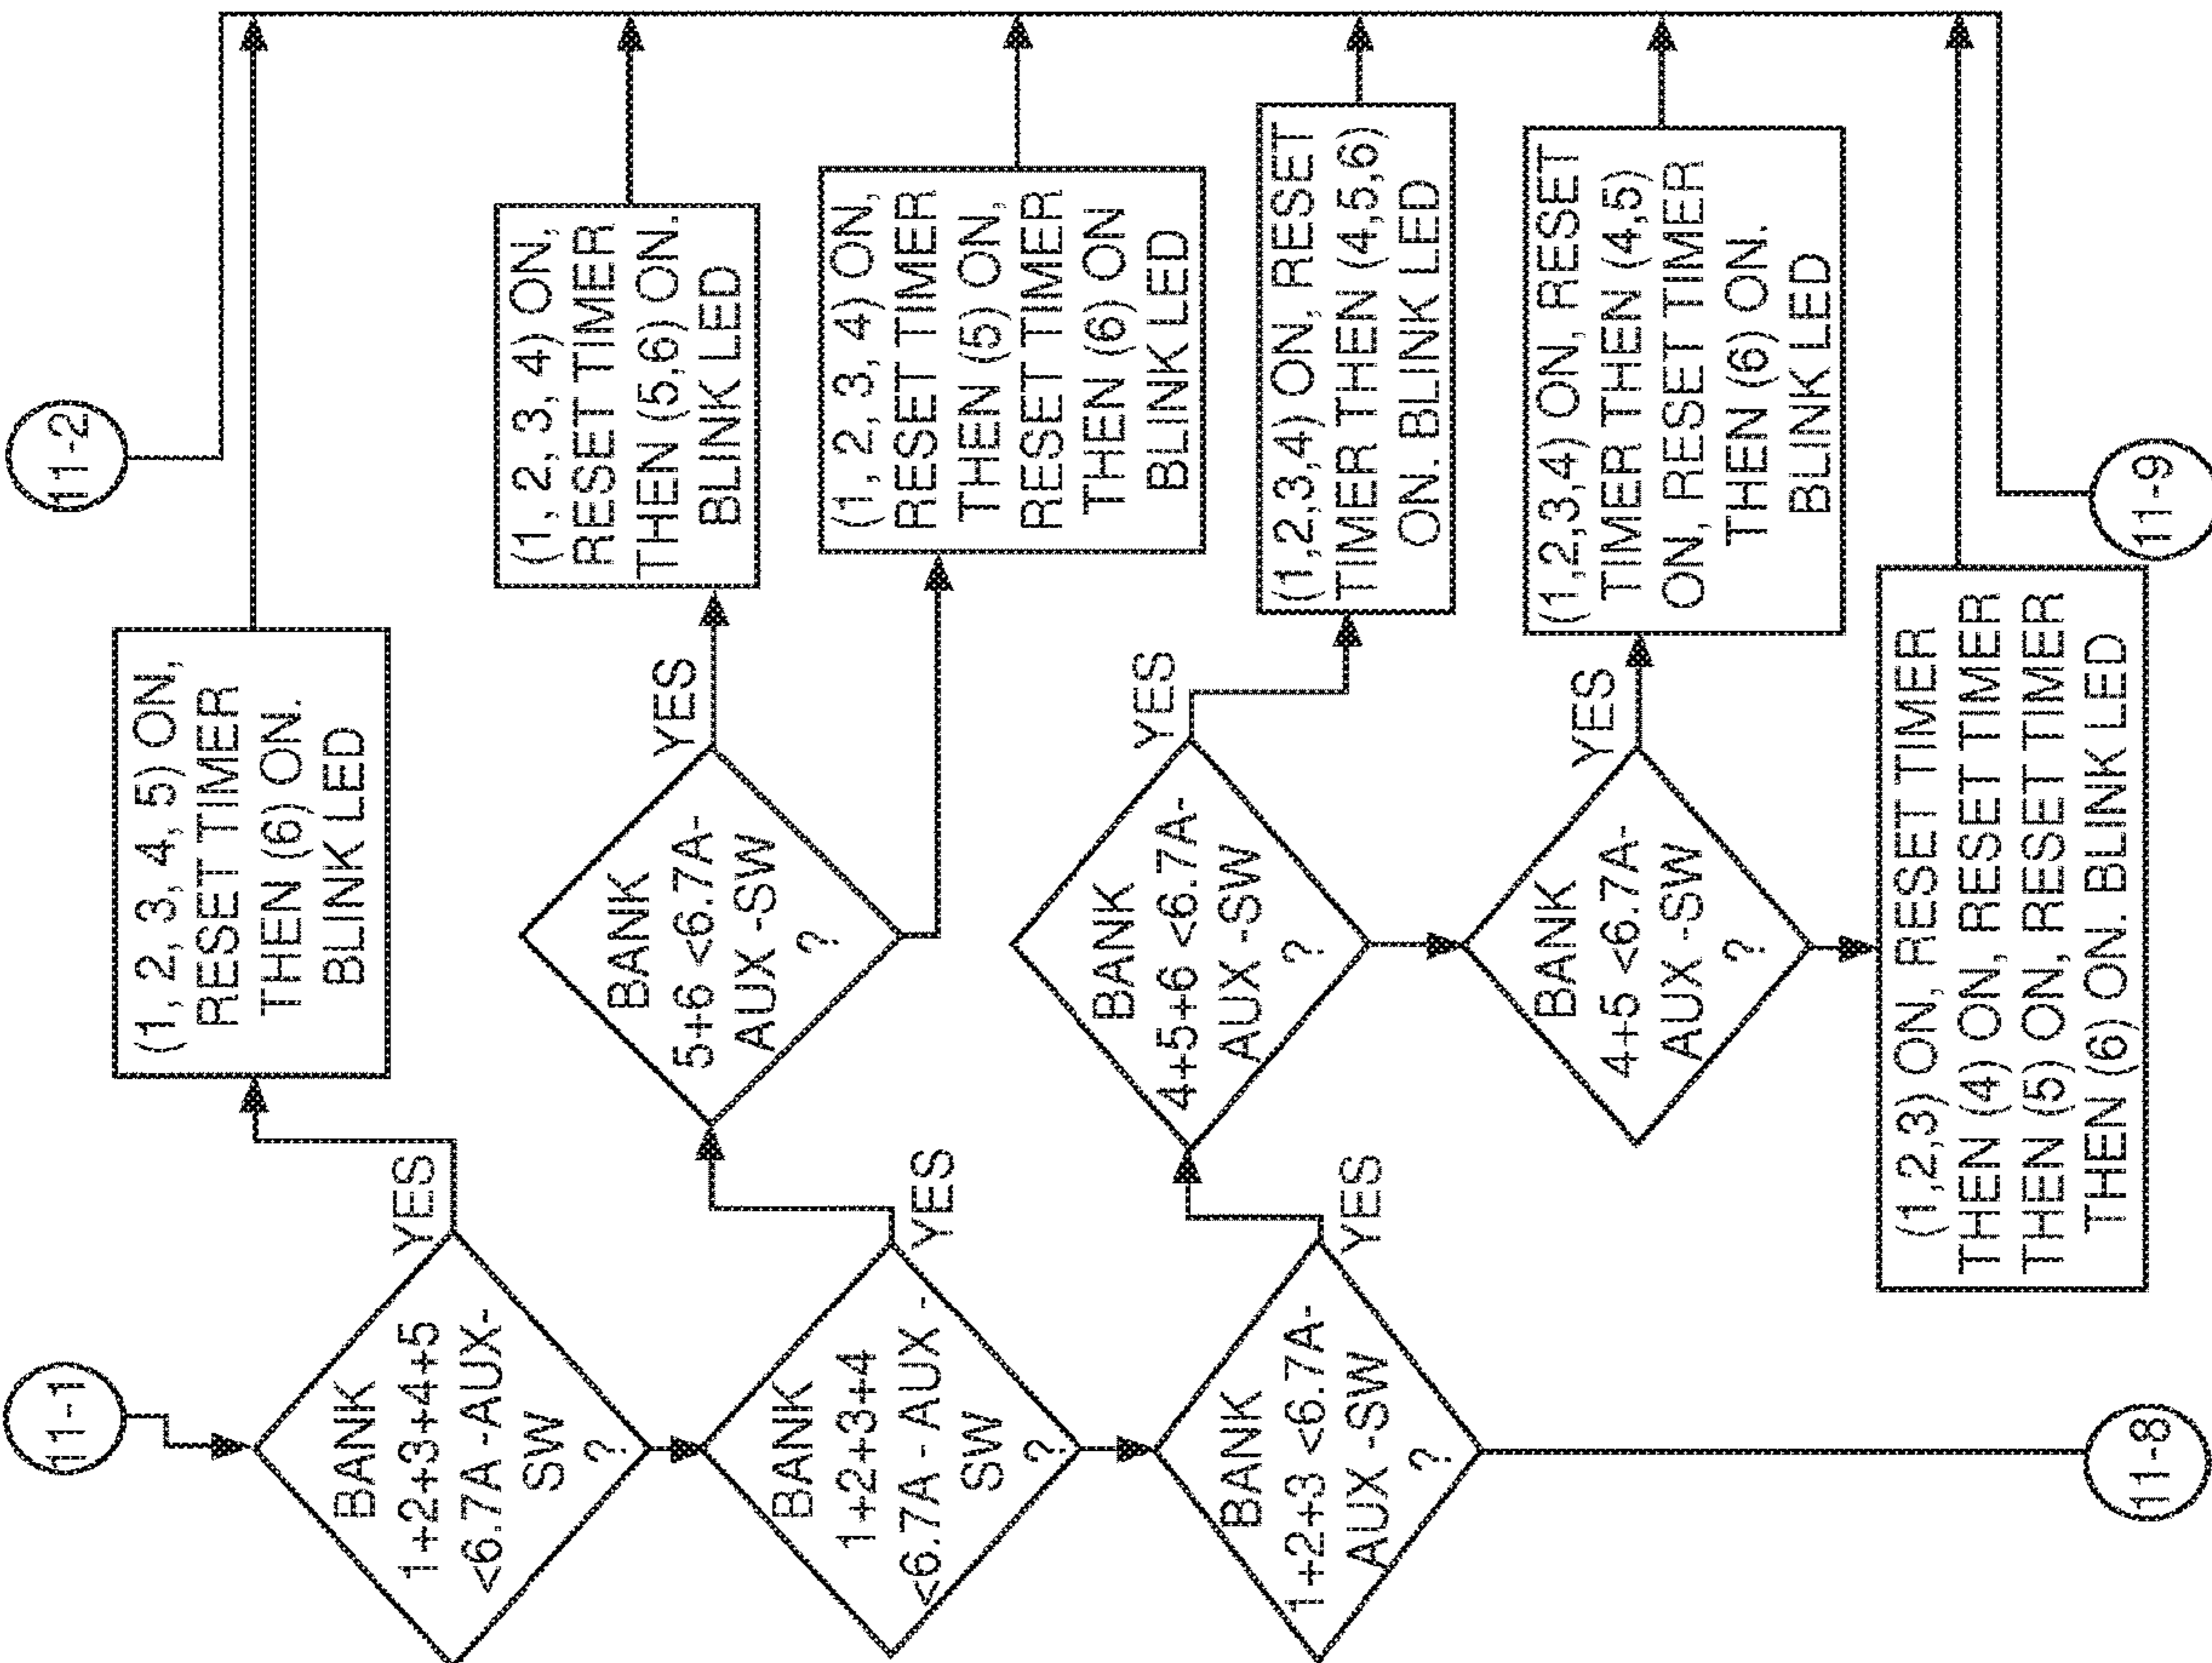 11-1
11-2
BANK
1+2+3+4+5
<6.7A -AUX-
SW
?
YES
(1, 2, 3, 4, 5) ON,
RESET TIMER
THEN (6) ON.
BLINK LED
BANK
1+2+3+4
<6.7A - AUX -
SW
?
YES
BANK
5+6 <6.7A-
AUX -SW
?
YES
(1, 2, 3, 4) ON,
RESET TIMER
THEN (5,6) ON.
BLINK LED
(1, 2, 3, 4) ON,
RESET TIMER
THEN (5) ON,
RESET TIMER
THEN (6) ON
BLINK LED
BANK
1+2+3 <6.7A-
AUX -SW
?
YES
BANK
4+5+6 <6.7A-
AUX -SW
?
YES
(1,2,3,4) ON, RESET
TIMER THEN (4,5,6)
ON. BLINK LED
BANK
4+5 <6.7A-
AUX -SW
?
YES
(1,2,3,4) ON, RESET
TIMER THEN (4,5)
ON, RESET TIMER
THEN (6) ON.
BLINK LED
(1,2,3) ON, RESET TIMER
THEN (4) ON, RESET TIMER
THEN (5) ON, RESET TIMER
THEN (6) ON. BLINK LED
11-8
11-9